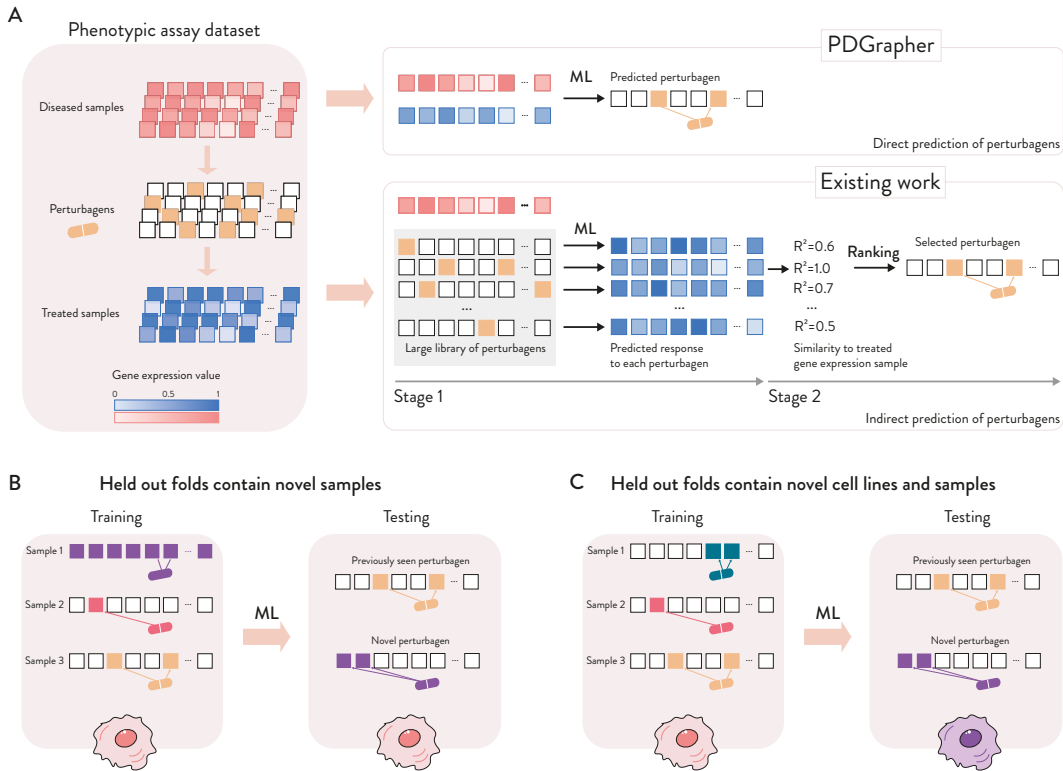 A
Phenotypic assay dataset
Diseased samples
...
...
...
...
Perturbagens
...
...
...
...
Treated samples
...
...
...
...
Gene expression value
0 0.5 1
PDGrapher
...
...
ML
Predicted perturbagen
...
Direct prediction of perturbagens
Existing work
...
ML
...
...
...
...
...
Large library of perturbagens
...
...
...
...
...
Predicted response
to each perturbagen
R²=0.6
R²=1.0
R²=0.7
...
R²=0.5
Similarity to treated
gene expression sample
Ranking
Selected perturbagen
...
Stage 1
Stage 2
Indirect prediction of perturbagens
B
Held out folds contain novel samples
Training
Sample 1
...
Sample 2
...
Sample 3
...
ML
Testing
Previously seen perturbagen
...
Novel perturbagen
...
C
Held out folds contain novel cell lines and samples
Training
Sample 1
...
Sample 2
...
Sample 3
...
ML
Testing
Previously seen perturbagen
...
Novel perturbagen
...